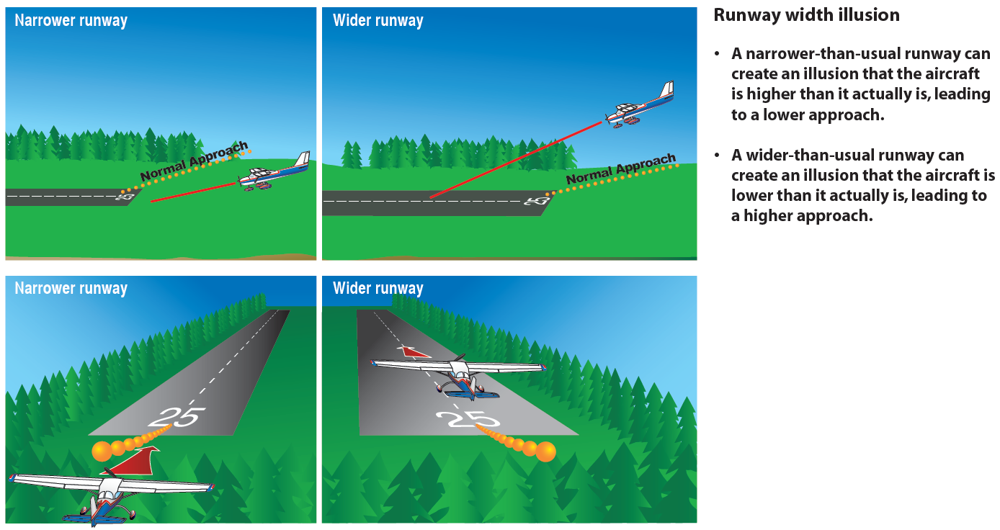 Narrower runway
Normal Approach
25
Wider runway
Normal Approach
25
Runway width illusion
• A narrower-than-usual runway can
create an illusion that the aircraft
is higher than it actually is, leading
to a lower approach.
• A wider-than-usual runway can
create an illusion that the aircraft is
lower than it actually is, leading to
a higher approach.
Narrower runway
25
Wider runway
25